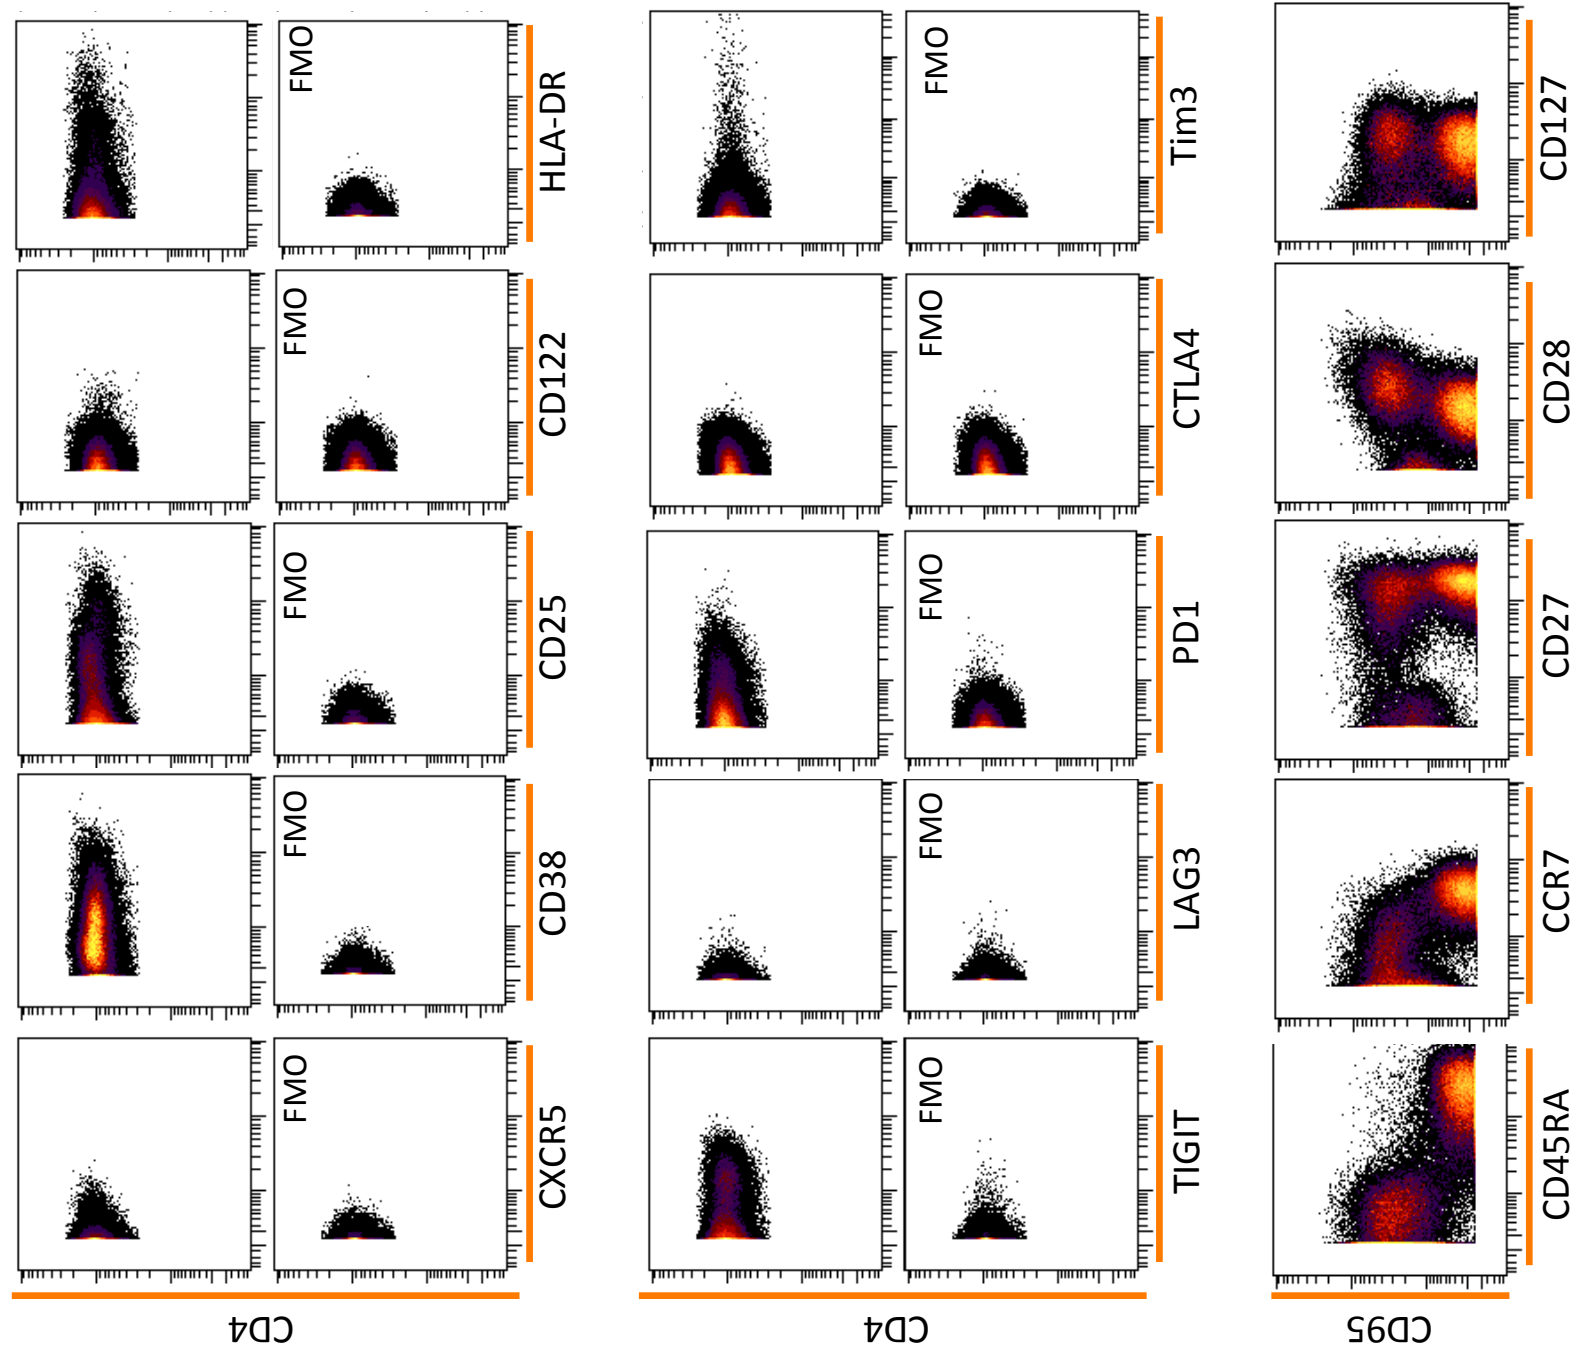 FMO
HLA-DR
FMO
Tim3
CD127
FMO
CD122
FMO
CTLA4
CD28
FMO
CD25
FMO
PD1
CD27
FMO
CD38
FMO
LAG3
CCR7
FMO
CXCR5
FMO
TIGIT
CD45RA
CD4
CD4
CD95